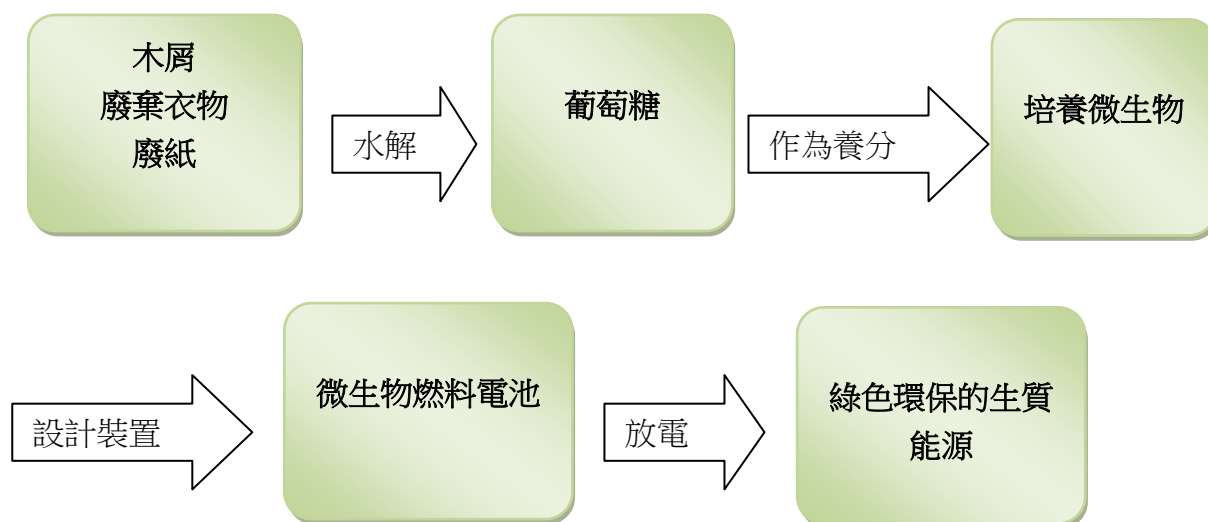 木屑
廢棄衣物
廢紙
水解
葡萄糖
作為養分
培養微生物
設計裝置
微生物燃料電池
放電
綠色環保的生質
能源